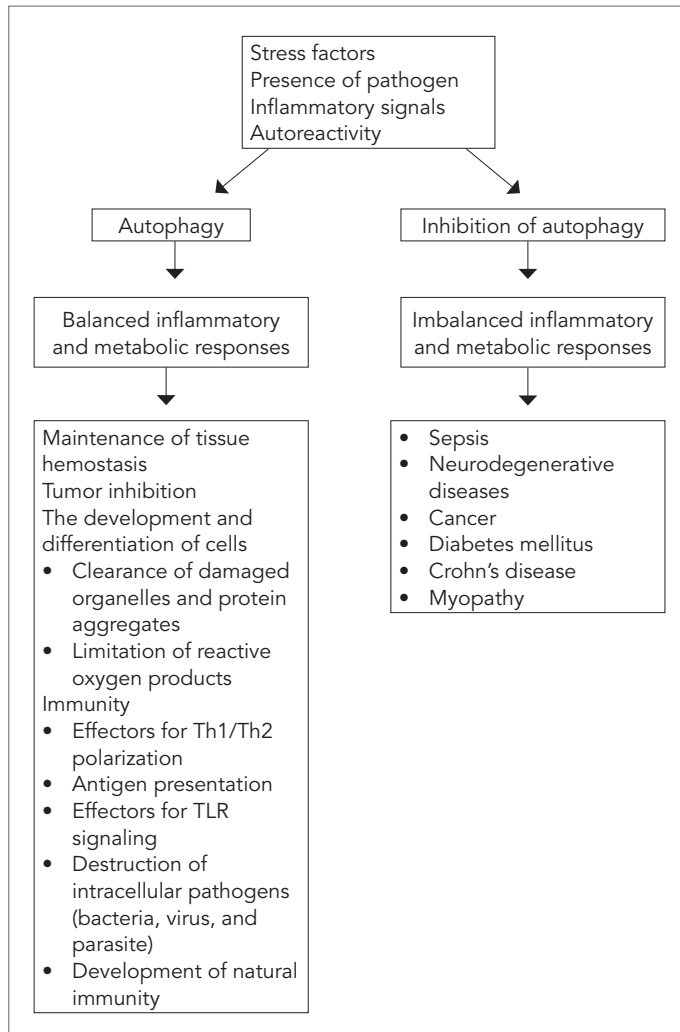 Stress factors
Presence of pathogen
Inflammatory signals
Autoreactivity
Autophagy
Inhibition of autophagy
Balanced inflammatory
and metabolic responses
Imbalanced inflammatory
and metabolic responses
Maintenance of tissue
hemostasis
Tumor inhibition
The development and
differentiation of cells
• Clearance of damaged
organelles and protein
aggregates
• Limitation of reactive
oxygen products
Immunity
• Effectors for Th1/Th2
polarization
• Antigen presentation
• Effectors for TLR
signaling
• Destruction of
intracellular pathogens
(bacteria, virus, and
parasite)
• Development of natural
immunity
• Sepsis
• Neurodegenerative
diseases
• Cancer
• Diabetes mellitus
• Crohn's disease
• Myopathy